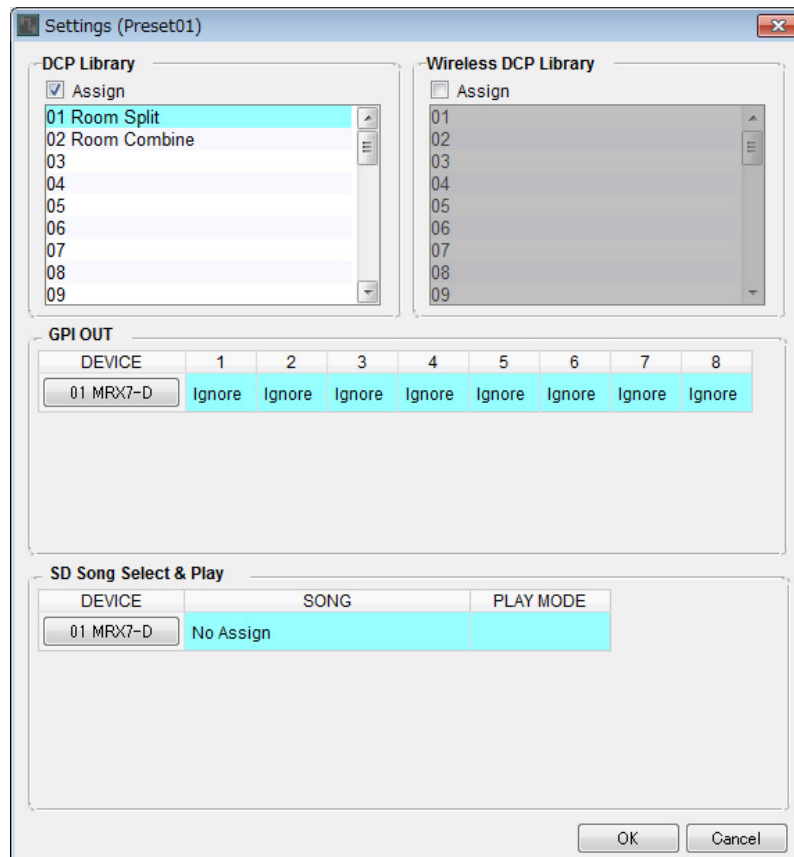 Settings (Preset01)
DCP Library
Assign
01 Room Split
02 Room Combine
03
04
05
06
07
08
09
Wireless DCP Library
Assign
01
02
03
04
05
06
07
08
09
GPI OUT
DEVICE 1 2 3 4 5 6 7 8
01 MRX7-D Ignore Ignore Ignore Ignore Ignore Ignore Ignore Ignore
SD Song Select & Play
DEVICE SONG PLAY MODE
01 MRX7-D No Assign
OK Cancel